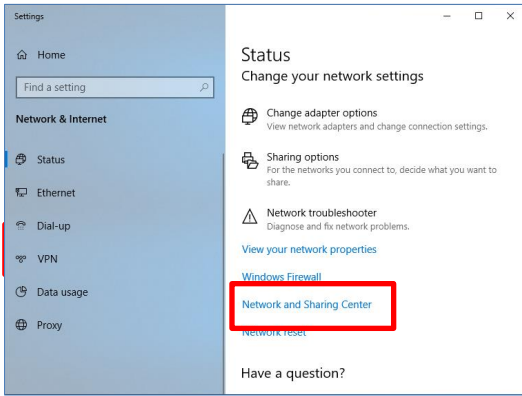 Settings
Home
Find a setting
Network & Internet
Status
Ethernet
Dial-up
VPN
Data usage
Proxy
Status
Change your network settings
Change adapter options
View network adapters and change connection settings.
Sharing options
For the networks you connect to, decide what you want to
share.
Network troubleshooter
Diagnose and fix network problems.
View your network properties
Windows Firewall
Network and Sharing Center
Network reset
Have a question?